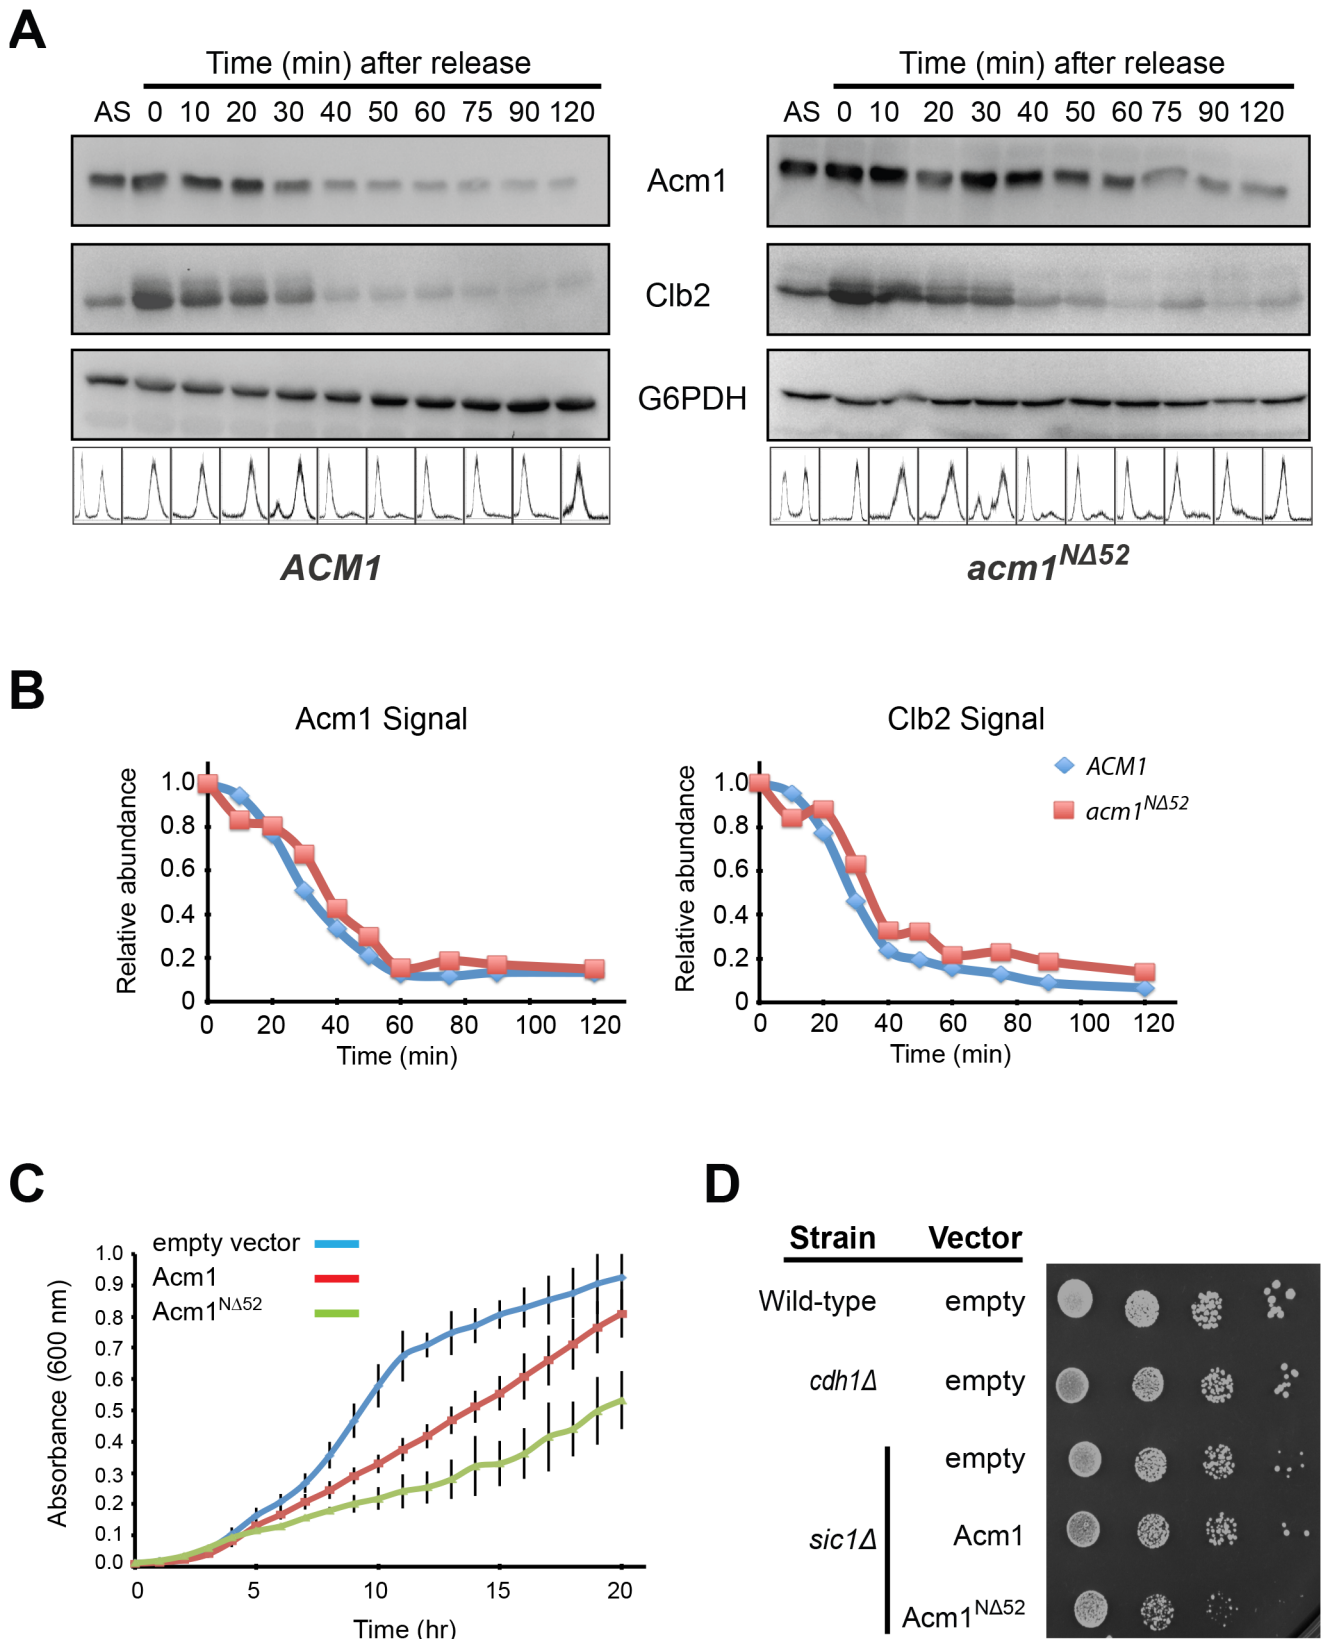 A
Time (min) after release
AS 0 10 20 30 40 50 60 75 90 120
Time (min) after release
AS 0 10 20 30 40 50 60 75 90 120
Acm1
Clb2
G6PDH
ACM1
acm1NΔ52
B
Acm1 Signal
Relative abundance
1.0
0.8
0.6
0.4
0.2
0
0 20 40 60 80 100 120
Time (min)
Clb2 Signal
Relative abundance
1.0
0.8
0.6
0.4
0.2
0
0 20 40 60 80 100 120
Time (min)
ACM1
acm1NΔ52
C
empty vector
Acm1
Acm1NΔ52
Absorbance (600 nm)
1.0
0.9
0.8
0.7
0.6
0.5
0.4
0.3
0.2
0.1
0.0
0 5 10 15 20
Time (hr)
D
Strain Vector
Wild-type empty
cdh1Δ empty
empty
sic1Δ Acm1
Acm1NΔ52